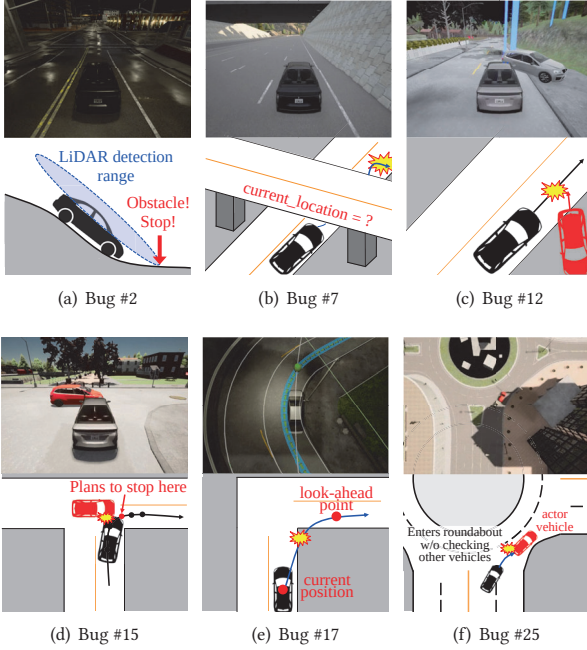 LiDAR detection
range
Obstacle!
Stop!
current_location = ?
(a) Bug #2
(b) Bug #7
(c) Bug #12
Plans to stop here
look-ahead
point
current
position
Enters roundabout
w/o checking
other vehicles
actor
vehicle
(d) Bug #15
(e) Bug #17
(f) Bug #25